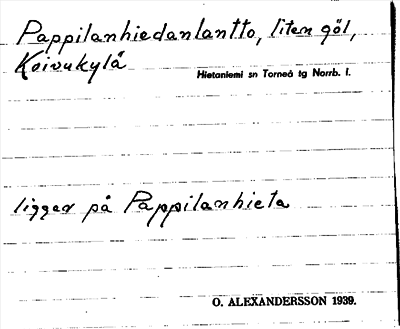 Pappilanhiedanlantto, liten göl,
Koivukylä
Hietaniemi sn Torneå tg Norrb. l.
ligger på Pappilanhieta
O. ALEXANDERSSON 1939.